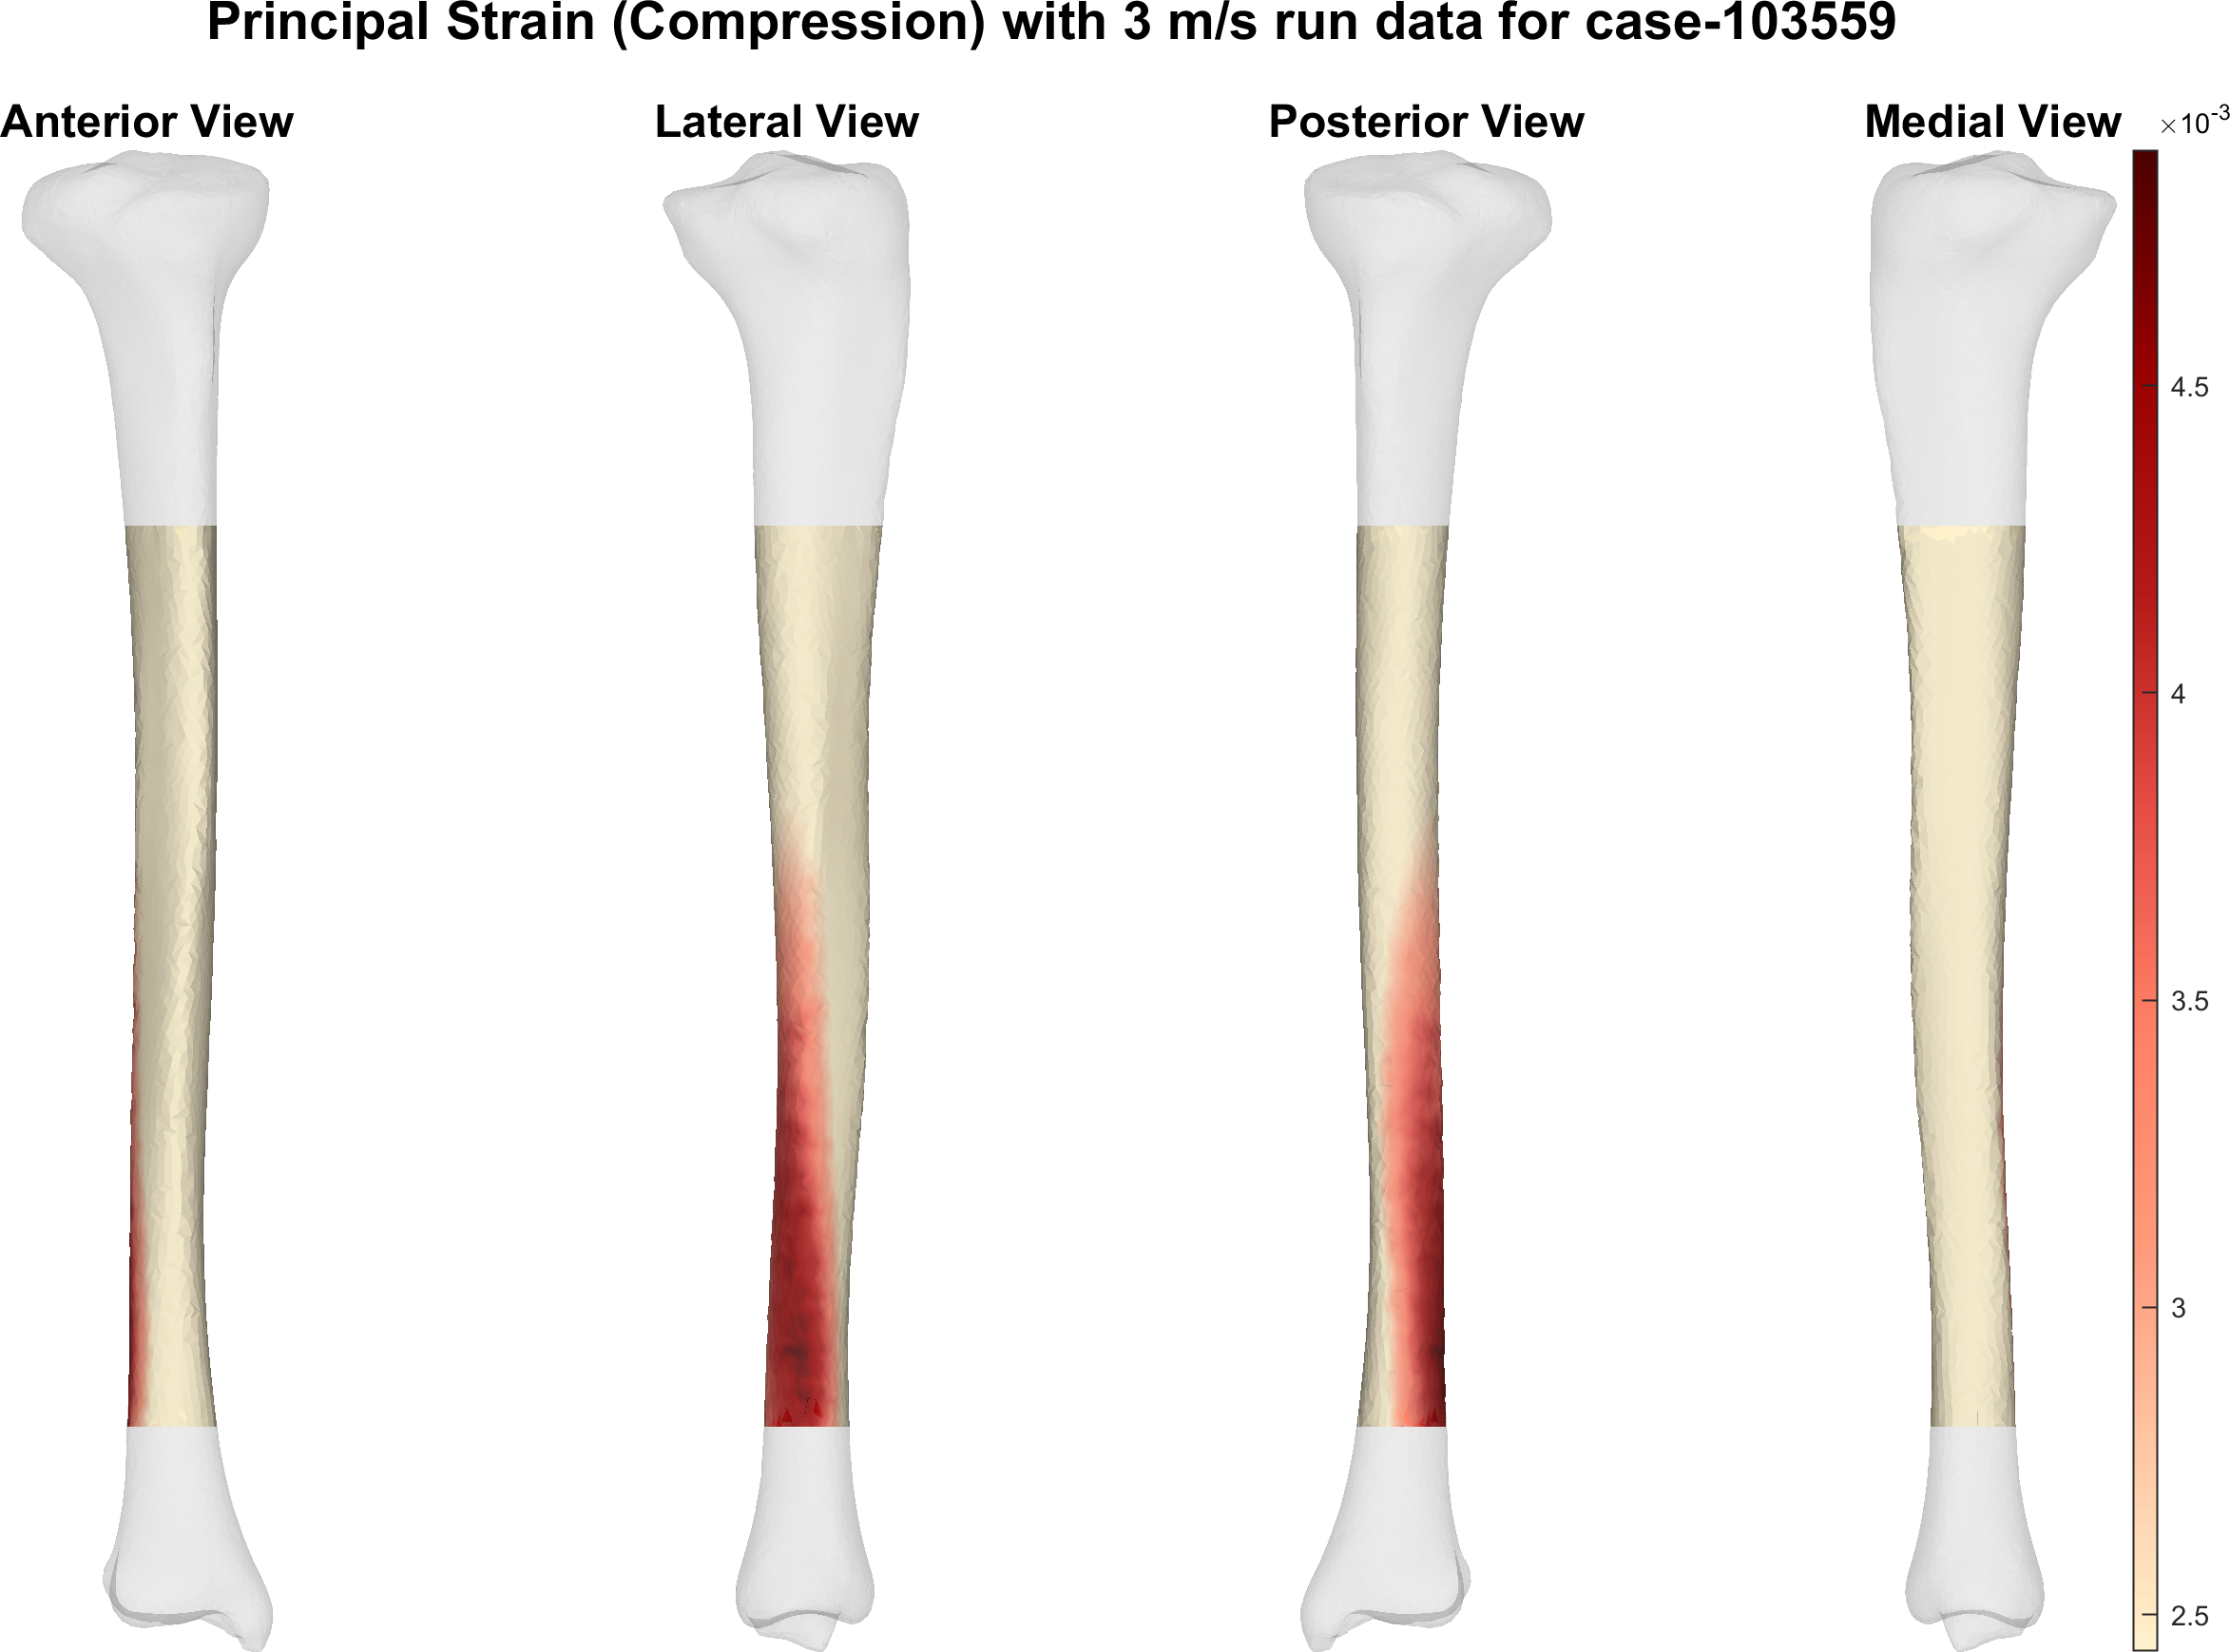 Principal Strain (Compression) with 3 m/s run data for case-103559
Anterior View
Lateral View
Posterior View
Medial View
×10-3
4.5
4
3.5
3
2.5